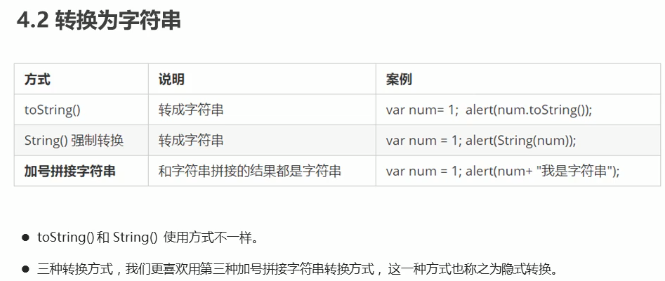 4.2 转换为字符串
方式 说明 案例
toString() 转成字符串 var num= 1;  alert(num.toString());
String() 强制转换 转成字符串 var num = 1; alert(String(num));
加号拼接字符串 和字符串拼接的结果都是字符串 var num = 1; alert(num+ "我是字符串");
● toString() 和 String()  使用方式不一样。
● 三种转换方式，我们更喜欢用第三种加号拼接字符串转换方式， 这一种方式也称之为隐式转换。